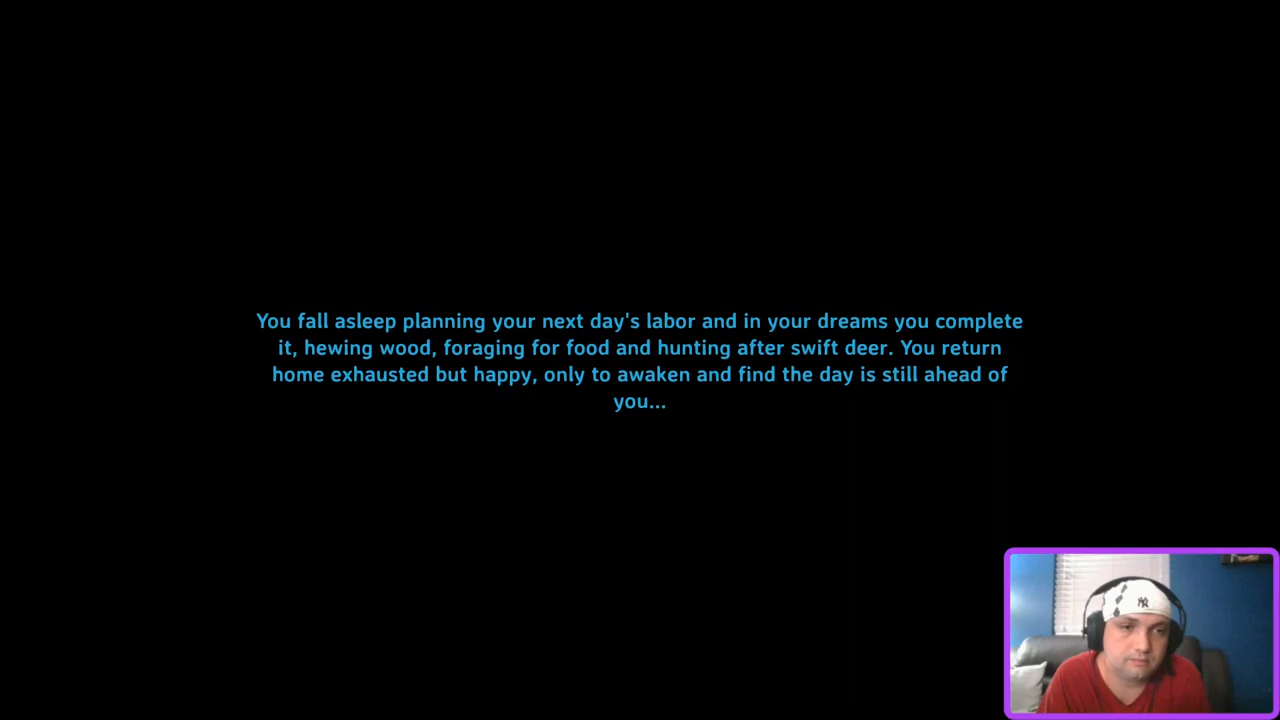 You fall asleep planning your next day's labor and in your dreams you complete
it, hewing wood, foraging for food and hunting after swift deer. You return
home exhausted but happy, only to awaken and find the day is still ahead of
you...
NY